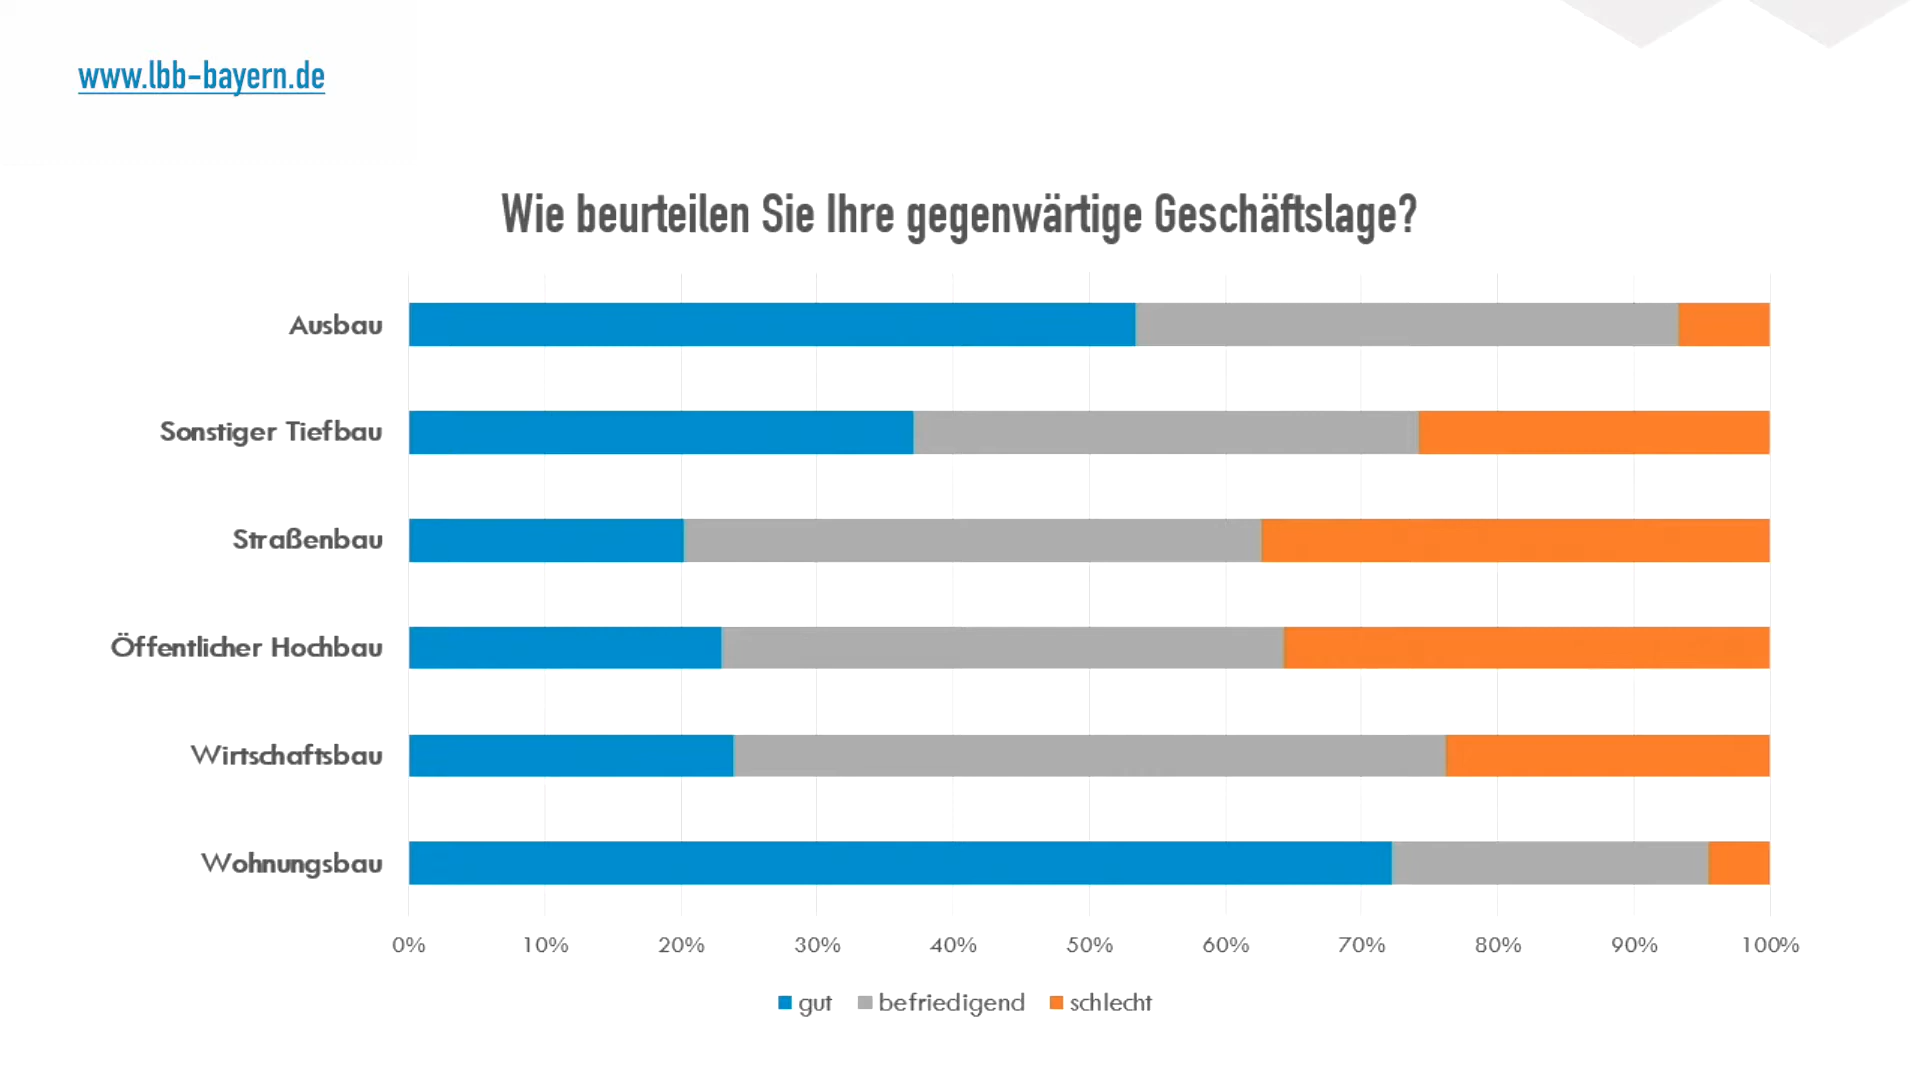 www.lbb-bayern.de
Wie beurteilen Sie Ihre gegenwärtige Geschäftslage?
Ausbau
Sonstiger Tiefbau
Straßenbau
Öffentlicher Hochbau
Wirtschaftsbau
Wohnungsbau
0% 10% 20% 30% 40% 50% 60% 70% 80% 90% 100%
gut befriedigend schlecht